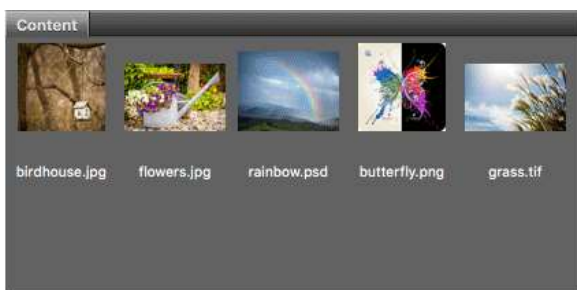 Content
birdhouse.jpg
flowers.jpg
rainbow.psd
butterfly.png
grass.tif